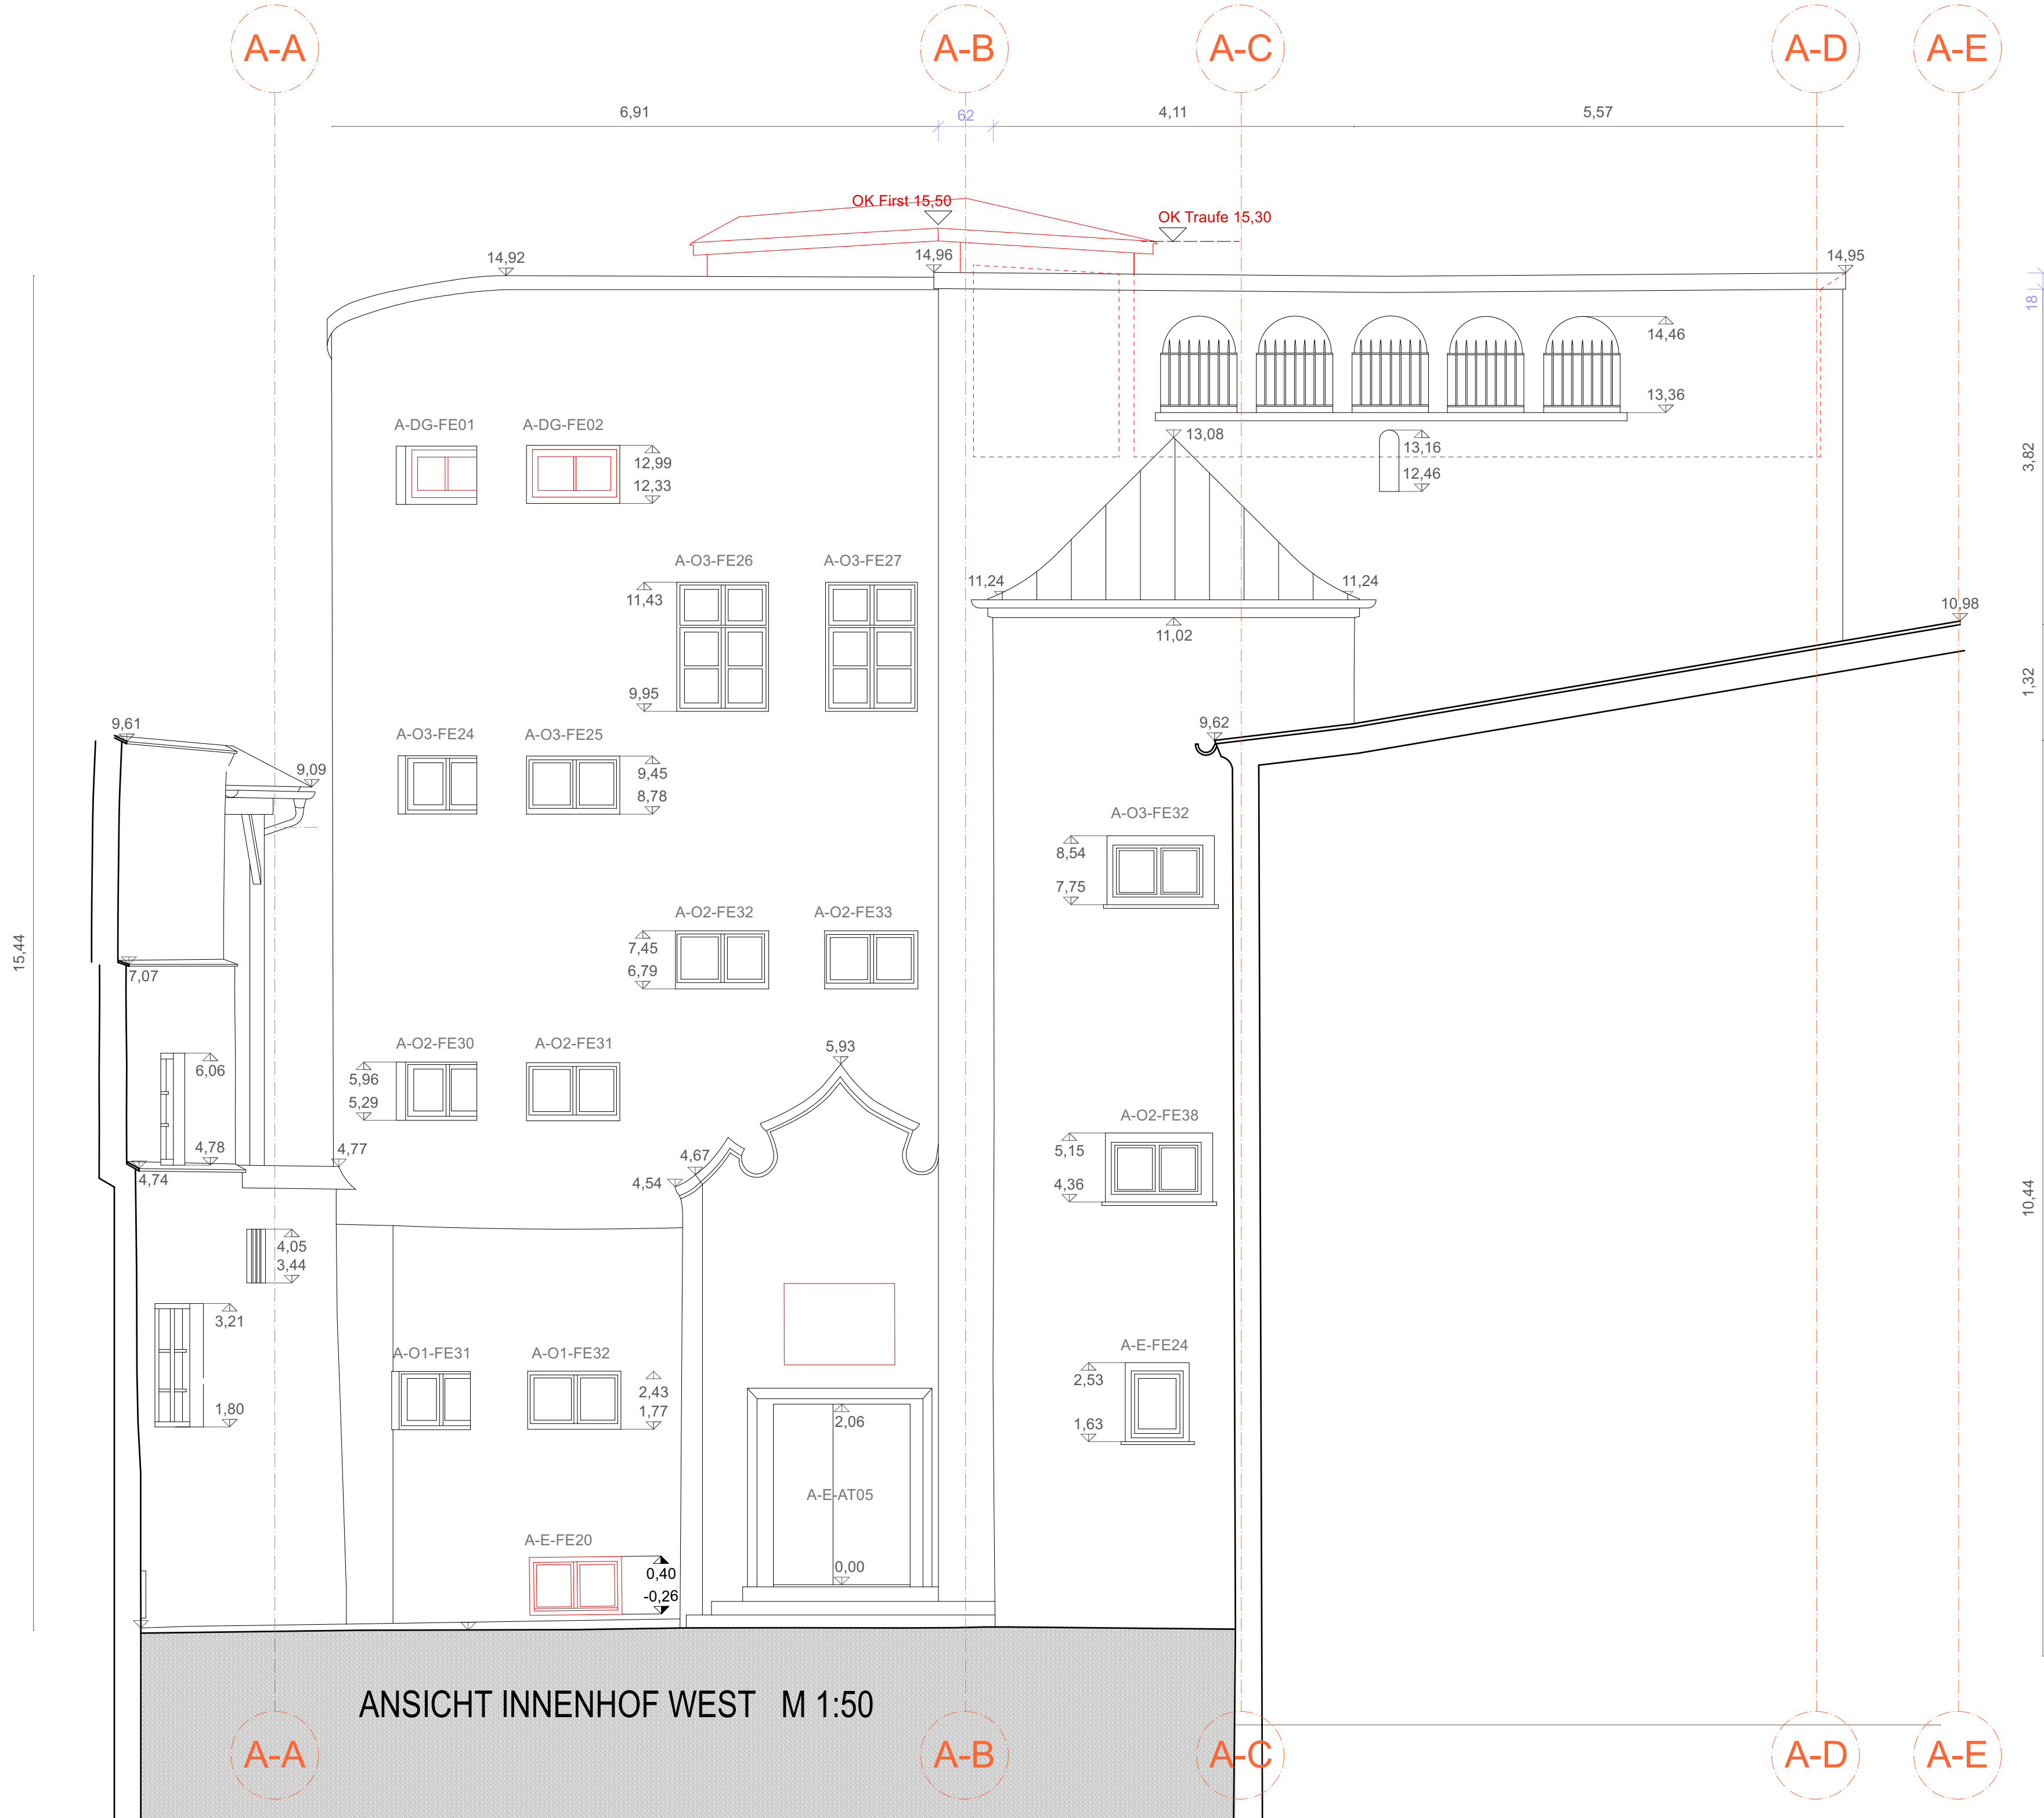 A-A
A-B
A-C
A-D
A-E
6,91
62
4,11
5,57
OK First 15,50
OK Traufe 15,30
14,92
14,96
14,95
18
14,46
13,36
A-DG-FE01
A-DG-FE02
12,99
12,33
13,08
13,16
12,46
3,82
A-O3-FE26
A-O3-FE27
11,43
9,95
11,24
11,24
11,02
10,98
1,32
9,61
9,09
A-O3-FE24
A-O3-FE25
9,45
8,78
9,62
A-O3-FE32
8,54
7,75
15,44
A-O2-FE32
A-O2-FE33
7,45
6,79
7,07
6,06
4,78
4,74
4,77
A-O2-FE30
A-O2-FE31
5,96
5,29
5,93
4,67
4,54
A-O2-FE38
5,15
4,36
10,44
4,05
3,44
3,21
1,80
A-O1-FE31
A-O1-FE32
2,43
1,77
A-E-FE24
2,53
1,63
2,06
A-E-AT05
0,00
A-E-FE20
0,40
-0,26
ANSICHT INNENHOF WEST M 1:50
A-A
A-B
A-C
A-D
A-E